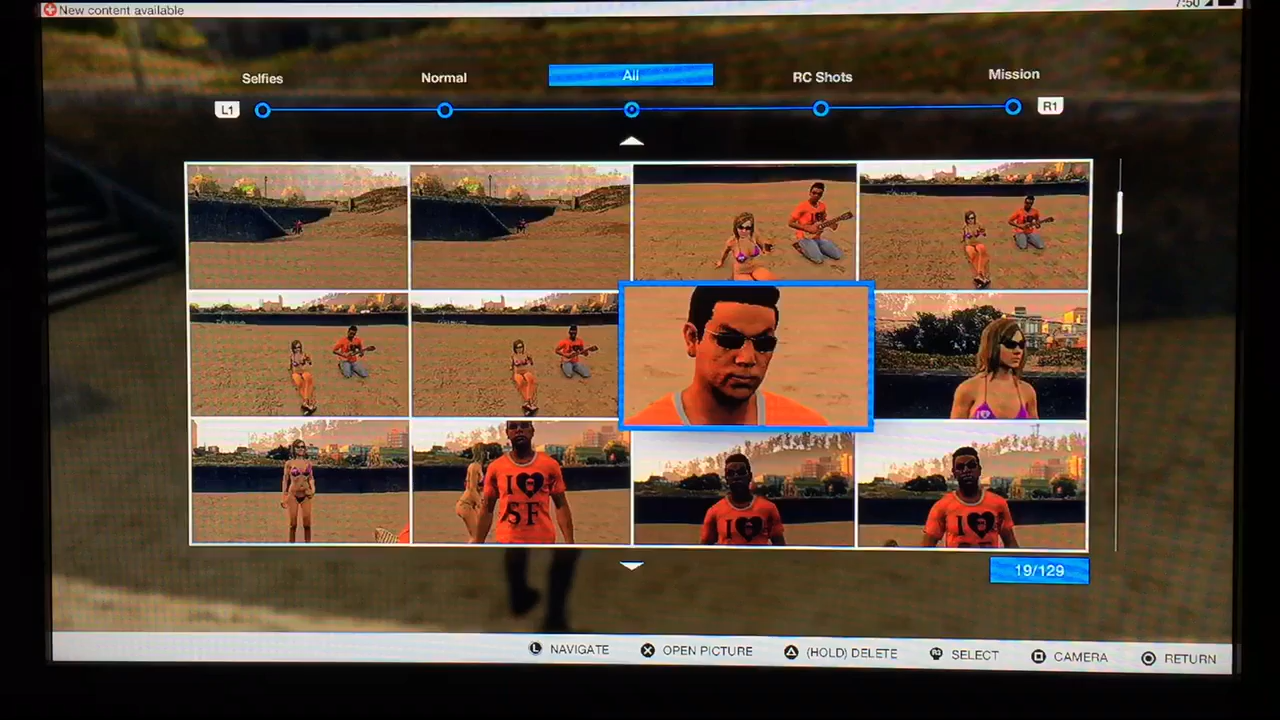 New content available
7:50
Selfies
Normal
All
RC Shots
Mission
L1
R1
I
SF
I
I
19/129
L NAVIGATE
OPEN PICTURE
(HOLD) DELETE
SELECT
CAMERA
RETURN